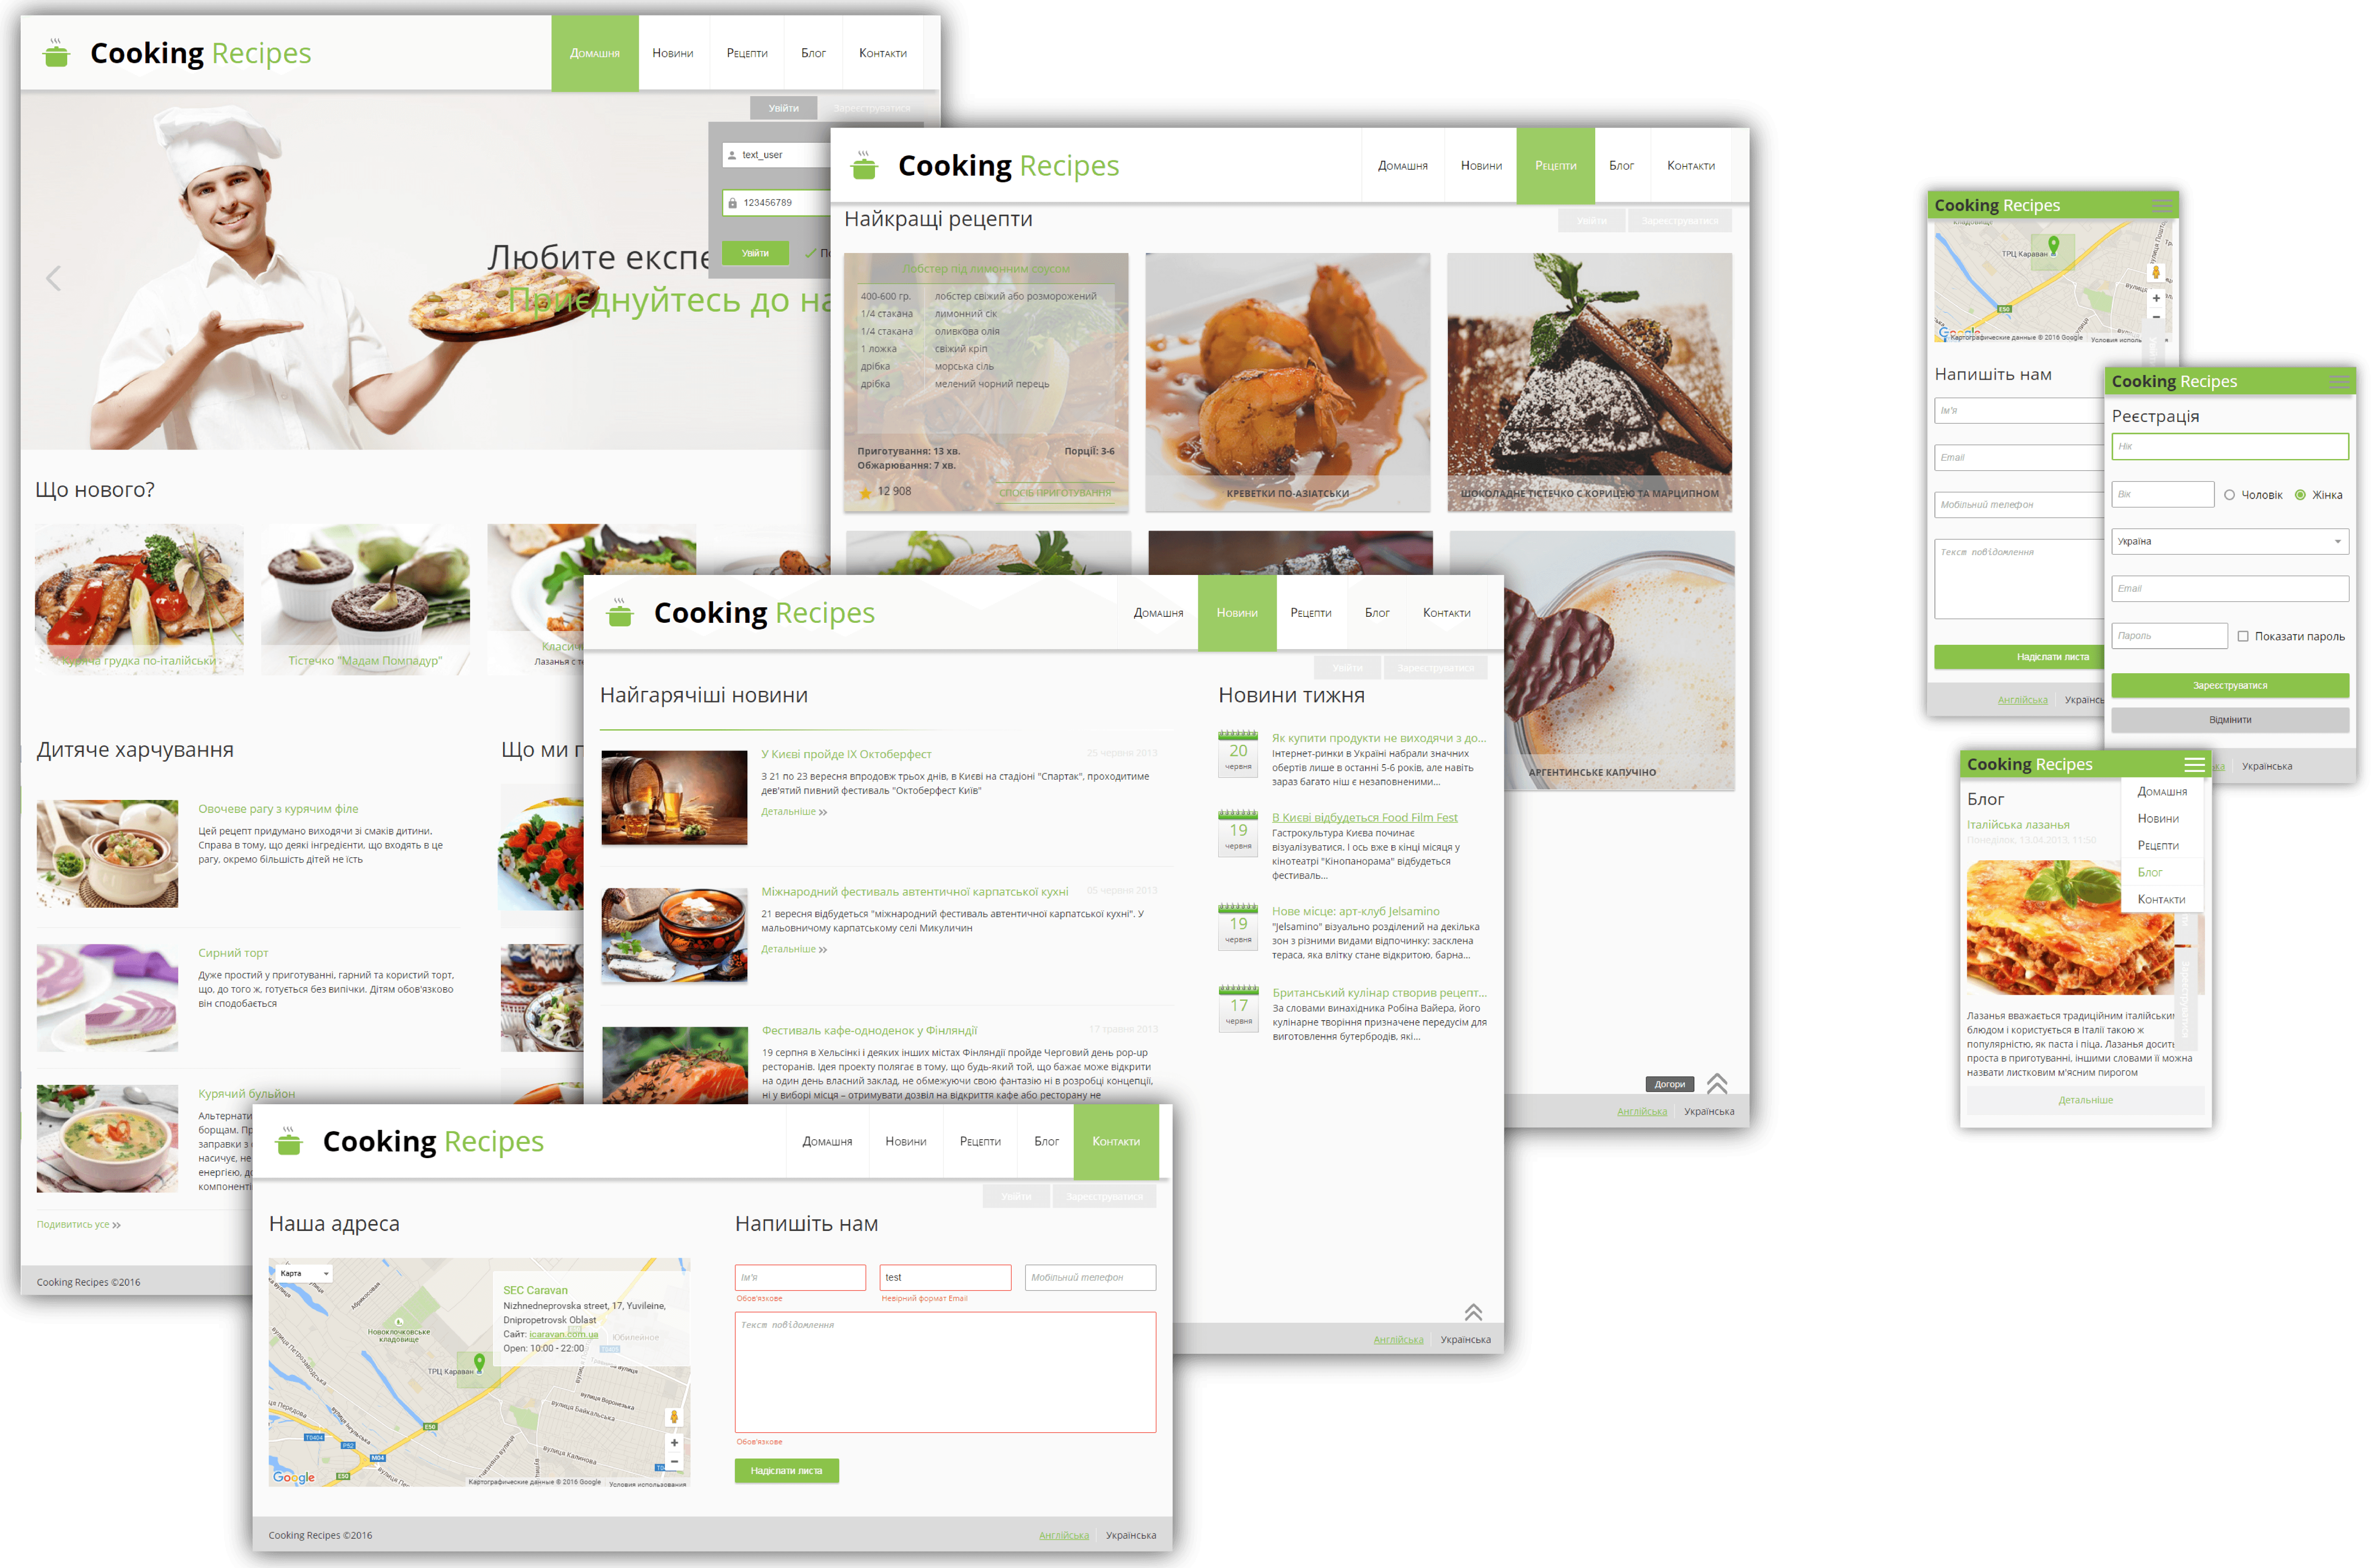 Cooking Recipes
Домашня
Новини
Рецепти
Блог
Контакти
Увійти
Зареєструватися
text_user
123456789
Увійти
Любите експе
Приєднуйтесь до на
Що нового?
Куряча грудка по-італійськи
Тістечко "Мадам Помпадур"
Класичн
Лазанья с т
Дитяче харчування
Овочеве рагу з курячим філе
Цей рецепт придумано виходячи зі смаків дитини.
Справа в тому, що деякі інгредієнти, що входять в це
рагу, окремо більшість дітей не їсть
Сирний торт
Дуже простий у приготуванні, гарний та користий торт,
що, до того ж, готується без випічки. Дітям обов'язково
він сподобається
Курячий бульйон
Альтернати
борщам. Пр
заправки з
насичує, не
енергією, до
компоненті
Подивитись усе
Що ми п
Cooking Recipes ©2016
Cooking Recipes
Домашня
Новини
Рецепти
Блог
Контакти
Найкращі рецепти
Увійти
Зареєструватися
Лобстер під лимонним соусом
400-600 гр. лобстер свіжий або розморожений
1/4 стакана лимонний сік
1/4 стакана оливкова олія
1 ложка свіжий кріп
дрібка морська сіль
дрібка мелений чорний перець
Приготування: 13 хв. Порції: 3-6
Обжарювання: 7 хв.
12 908
СПОСІБ ПРИГОТУВАННЯ
КРЕВЕТКИ ПО-АЗІАТСЬКИ
ШОКОЛАДНЕ ТІСТЕЧКО С КОРИЦЕЮ ТА МАРЦИПНОМ
АРГЕНТИНСЬКЕ КАПУЧІНО
Догори
Англійська
Українська
Cooking Recipes
Домашня
Новини
Рецепти
Блог
Контакти
Увійти
Зареєструватися
Найгарячіші новини
У Києві пройде IX Октоберфест
25 червня 2013
З 21 по 23 вересня впродовж трьох днів, в Києві на стадіоні "Спартак", проходитиме
дев'ятий пивний фестиваль "Октоберфест Київ"
Детальніше
Міжнародний фестиваль автентичної карпатської кухні
05 червня 2013
21 вересня відбудеться "міжнародний фестиваль автентичної карпатської кухні". У
мальовничому карпатському селі Микуличин
Детальніше
Фестиваль кафе-одноденок у Фінляндії
17 травня 2013
19 серпня в Хельсінкі і деяких інших містах Фінляндії пройде Черговий день pop-up
ресторанів. Ідея проекту полягає в тому, що будь-який той, що бажає може відкрити
на один день власний заклад, не обмежуючи свою фантазію ні в розробці концепції,
ні у виборі місця – отримувати дозвіл на відкриття кафе або ресторану не
Новини тижня
20
червня
Як купити продукти не виходячи з до...
Інтернет-ринки в Україні набрали значних
обертів лише в останні 5-6 років, але навіть
зараз багато ніш є незаповненими...
19
червня
В Києві відбудеться Food Film Fest
Гастрокультура Києва починає
візуалізуватися. І ось вже в кінці місяця у
кінотеатрі "Кінопанорама" відбудеться
фестиваль...
19
червня
Нове місце: арт-клуб Jelsamino
"Jelsamino" візуально розділений на декілька
зон з різними видами відпочинку: засклена
тераса, яка влітку стане відкритою, барна...
17
червня
Британський кулінар створив рецепт...
За словами винахідника Робіна Вайера, його
кулінарне творіння призначене передусім для
виготовлення бутербродів, які...
Англійська
Українська
Cooking Recipes
Домашня
Новини
Рецепти
Блог
Контакти
Увійти
Зареєструватися
Наша адреса
Карта
SEC Caravan
Nizhnedneprovska street, 17, Yuvileine,
Dnipropetrovsk Oblast
Сайт: icaravan.com.ua
Open: 10:00 - 22:00
Юбилейное
Абрикосовая
Новоклочковське
кладовище
ТРЦ Караван
вулиця Воронезька
вулиця Байкальська
вулиця Калинова
E50
T0404
P52
M04
E50
Google
Картографические данные © 2016 Google
Условия использования
Напишіть нам
Ім'я
test
Мобільний телефон
Обов'язкове
Невірний формат Email
Текст повідомлення
Обов'язкове
Надіслати листа
Cooking Recipes ©2016
Англійська
Українська
Cooking Recipes
кладовище
ТРЦ Караван
E50
Google
Картографические данные © 2016 Google
Условия исполь
Напишіть нам
Ім'я
Email
Мобільний телефон
Текст повідомлення
Надіслати листа
Англійська
Українсь
Cooking Recipes
Реєстрація
Нік
Вік
Чоловік
Жінка
Україна
Email
Пароль
Показати пароль
Зареєструватися
Відмінити
ька
Українська
Cooking Recipes
Домашня
Новини
Рецепти
Блог
Контакти
Блог
Італійська лазанья
Понеділок, 13.04.2013, 11:50
Зареєструватися
Лазанья вважається традиційним італійським
блюдом і користується в Італії такою ж
популярністю, як паста і піца. Лазанья досить
проста в приготуванні, іншими словами її можна
назвати листковим м'ясним пирогом
Детальніше